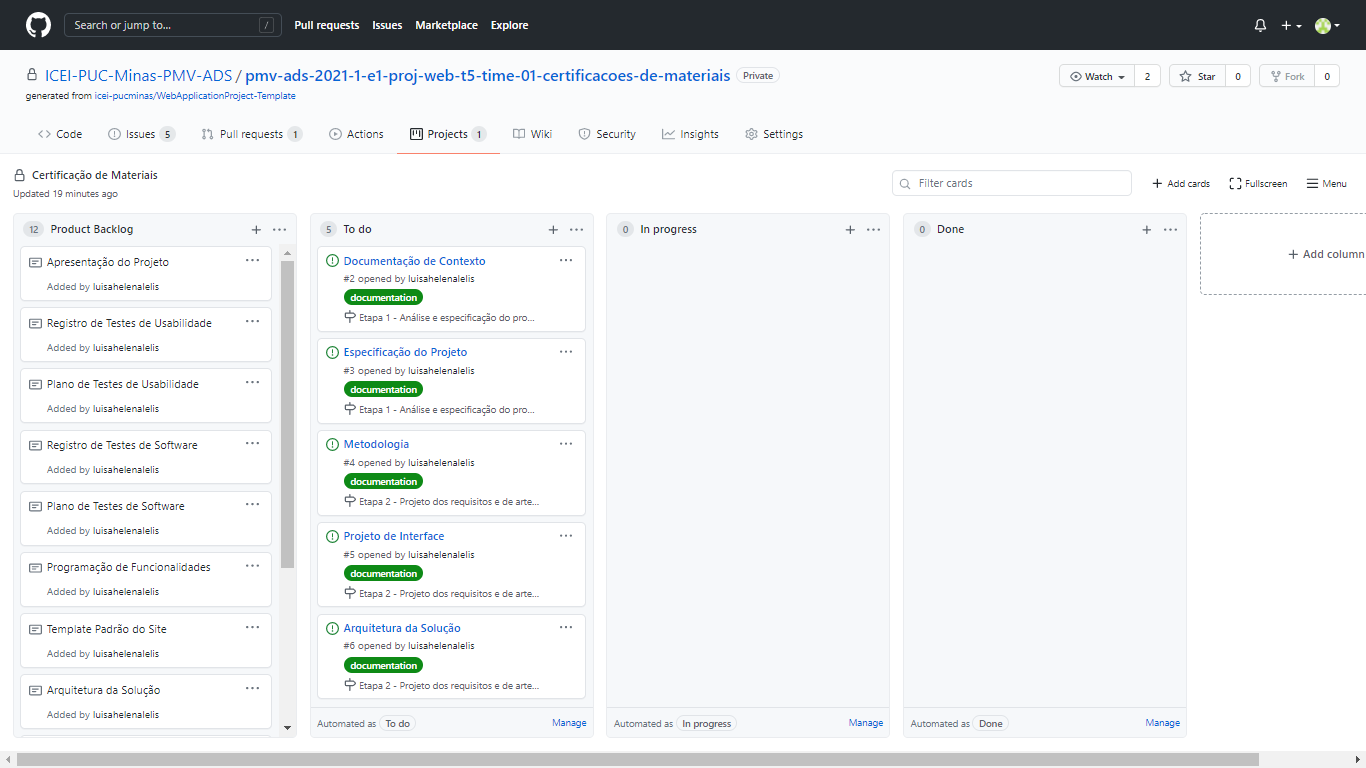 Search or jump to... /
Pull requests Issues Marketplace Explore
ICEI-PUC-Minas-PMV-ADS / pmv-ads-2021-1-e1-proj-web-t5-time-01-certificacoes-de-materiais Private
Watch 2 Star 0 Fork 0
generated from icei-pucminas/WebApplicationProject-Template
Code Issues 5 Pull requests 1 Actions Projects 1 Wiki Security Insights Settings
Certificação de Materiais
Updated 19 minutes ago
Filter cards
Add cards Fullscreen Menu
12 Product Backlog
Apresentação do Projeto
Added by luisahelenalelis
Registro de Testes de Usabilidade
Added by luisahelenalelis
Plano de Testes de Usabilidade
Added by luisahelenalelis
Registro de Testes de Software
Added by luisahelenalelis
Plano de Testes de Software
Added by luisahelenalelis
Programação de Funcionalidades
Added by luisahelenalelis
Template Padrão do Site
Added by luisahelenalelis
Arquitetura da Solução
Added by luisahelenalelis
5 To do
Documentação de Contexto
#2 opened by luisahelenalelis
documentation
Etapa 1 - Análise e especificação do pro...
Especificação do Projeto
#3 opened by luisahelenalelis
documentation
Etapa 1 - Análise e especificação do pro...
Metodologia
#4 opened by luisahelenalelis
documentation
Etapa 2 - Projeto dos requisitos e de arte...
Projeto de Interface
#5 opened by luisahelenalelis
documentation
Etapa 2 - Projeto dos requisitos e de arte...
Arquitetura da Solução
#6 opened by luisahelenalelis
documentation
Etapa 2 - Projeto dos requisitos e de arte...
Automated as To do Manage
0 In progress
Automated as In progress Manage
0 Done
Automated as Done Manage
+ Add column